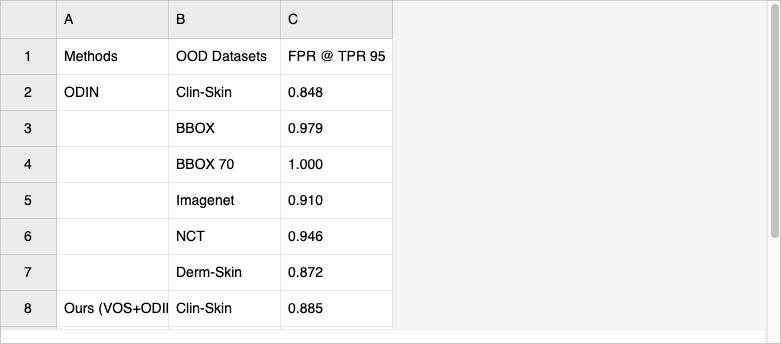 A B C
1 Methods OOD Datasets FPR @ TPR 95
2 ODIN Clin-Skin 0.848
3 BBOX 0.979
4 BBOX 70 1.000
5 Imagenet 0.910
6 NCT 0.946
7 Derm-Skin 0.872
8 Ours (VOS+ODI Clin-Skin 0.885